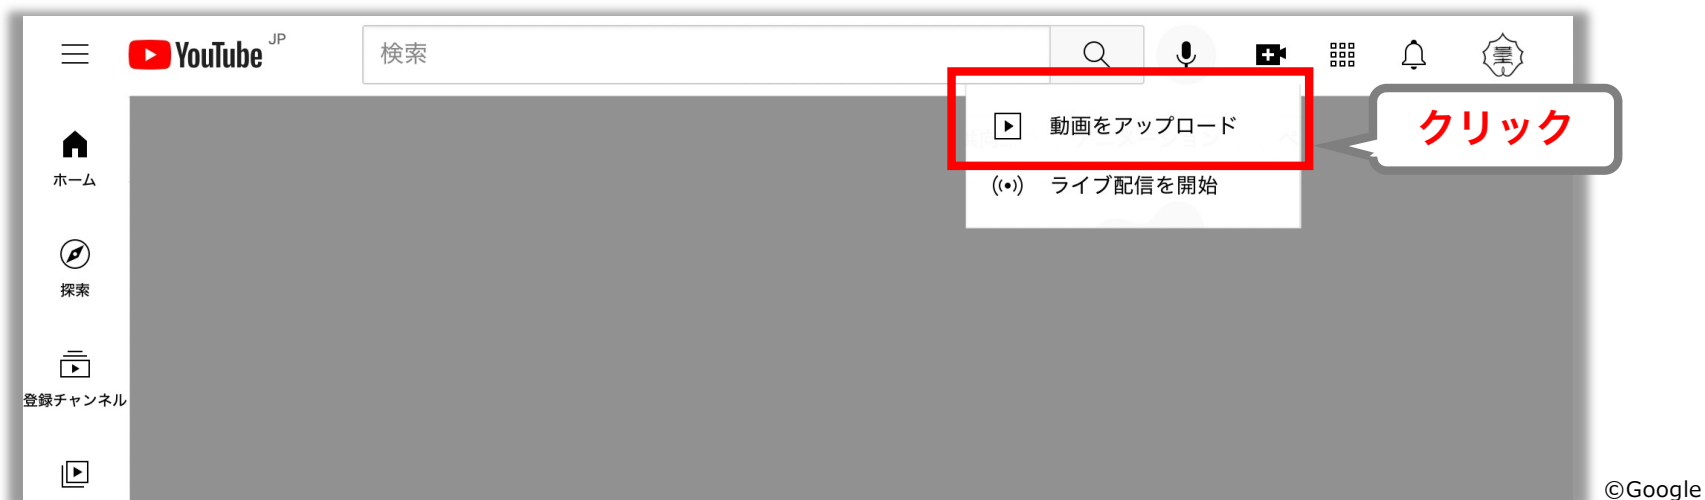 YouTube JP
検索
動画をアップロード
クリック
ライブ配信を開始
ホーム
探索
登録チャンネル
©Google